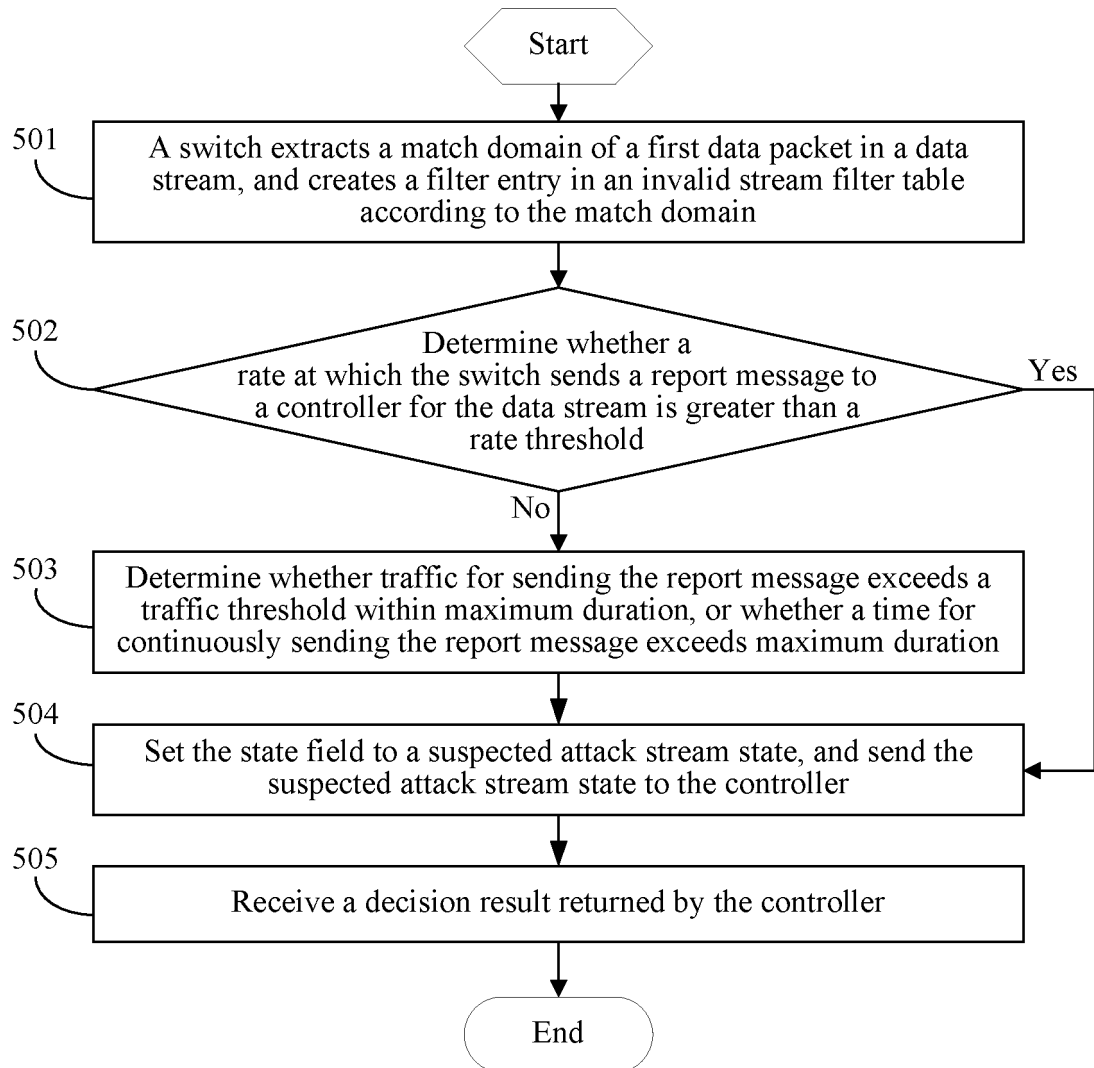 Start
501
A switch extracts a match domain of a first data packet in a data
stream, and creates a filter entry in an invalid stream filter table
according to the match domain
502
Determine whether a
rate at which the switch sends a report message to
a controller for the data stream is greater than a
rate threshold
Yes
No
503
Determine whether traffic for sending the report message exceeds a
traffic threshold within maximum duration, or whether a time for
continuously sending the report message exceeds maximum duration
504
Set the state field to a suspected attack stream state, and send the
suspected attack stream state to the controller
505
Receive a decision result returned by the controller
End